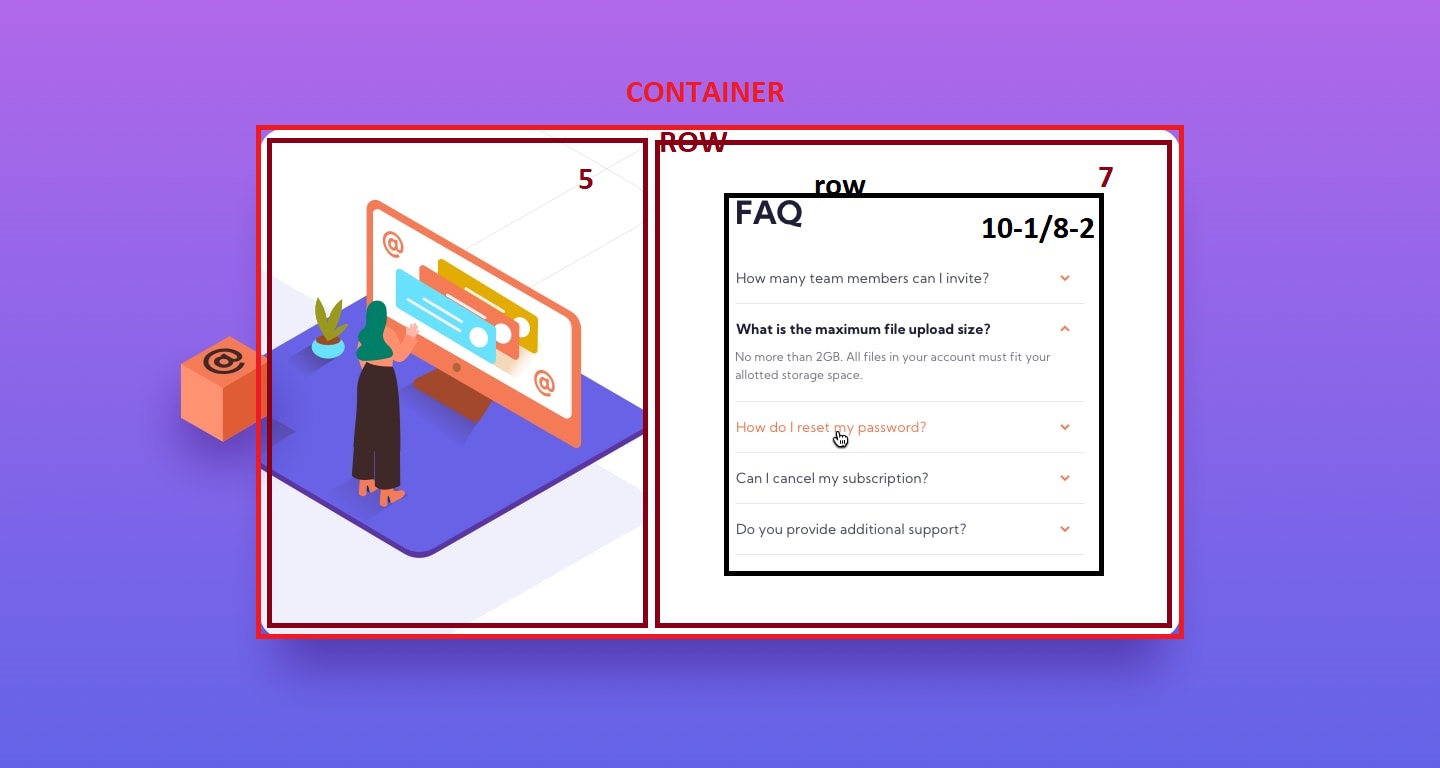 CONTAINER
ROW
5
7
row
FAQ
10-1/8-2
@
How many team members can I invite?
@
What is the maximum file upload size?
No more than 2GB. All files in your account must fit your
allotted storage space.
@
How do I reset my password?
Can I cancel my subscription?
Do you provide additional support?